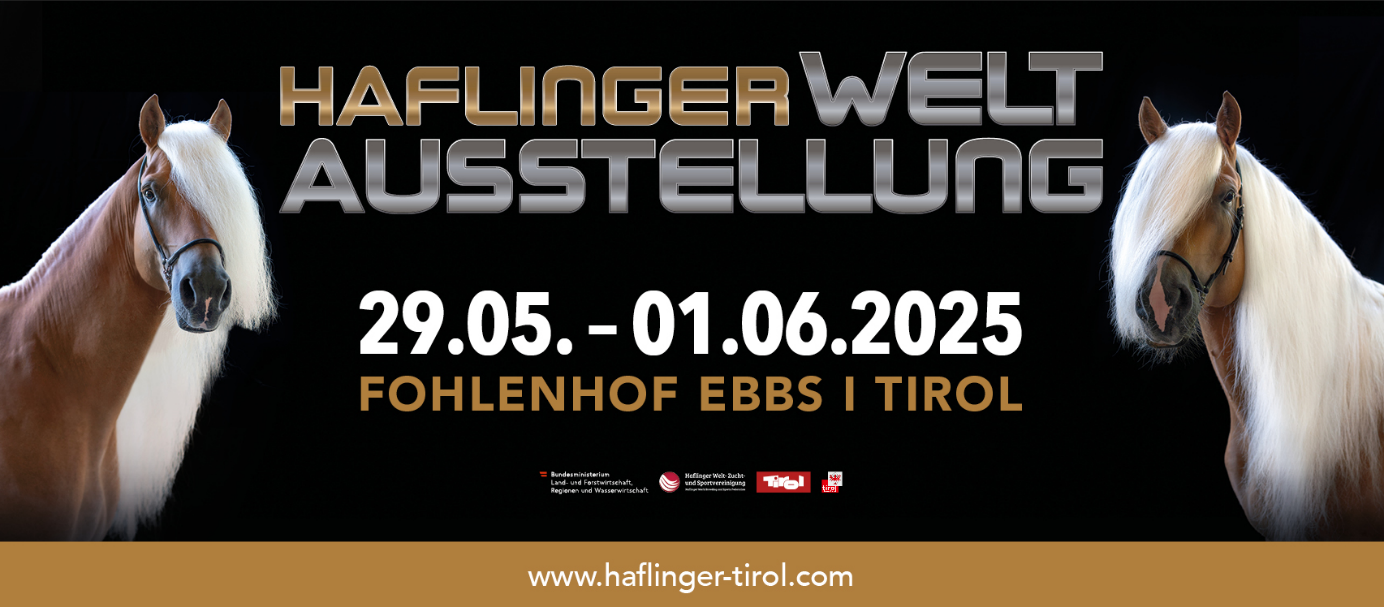 HAFLINGER WELT
AUSSTELLUNG
29.05. – 01.06.2025
FOHLENHOF EBBS I TIROL
Bundesministerium
Land- und Forstwirtschaft,
Regionen und Wasserwirtschaft
Haflinger Welt-Zucht-
und Sportvereinigung
Tirol
tirol
www.haflinger-tirol.com